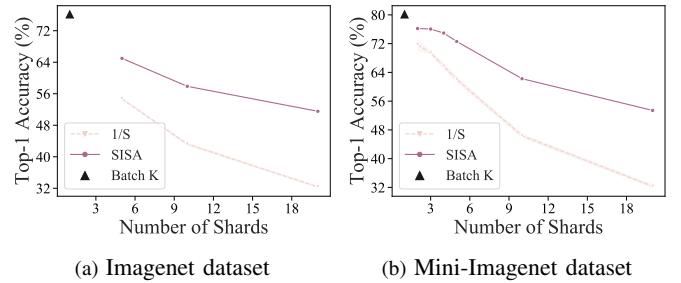 Top-1 Accuracy (%)
72
64
56
48
40
32
1/S
SISA
Batch K
3 6 9 12 15 18
Number of Shards
(a) Imagenet dataset
Top-1 Accuracy (%)
80
72
64
56
48
40
32
1/S
SISA
Batch K
3 6 9 12 15 18
Number of Shards
(b) Mini-Imagenet dataset